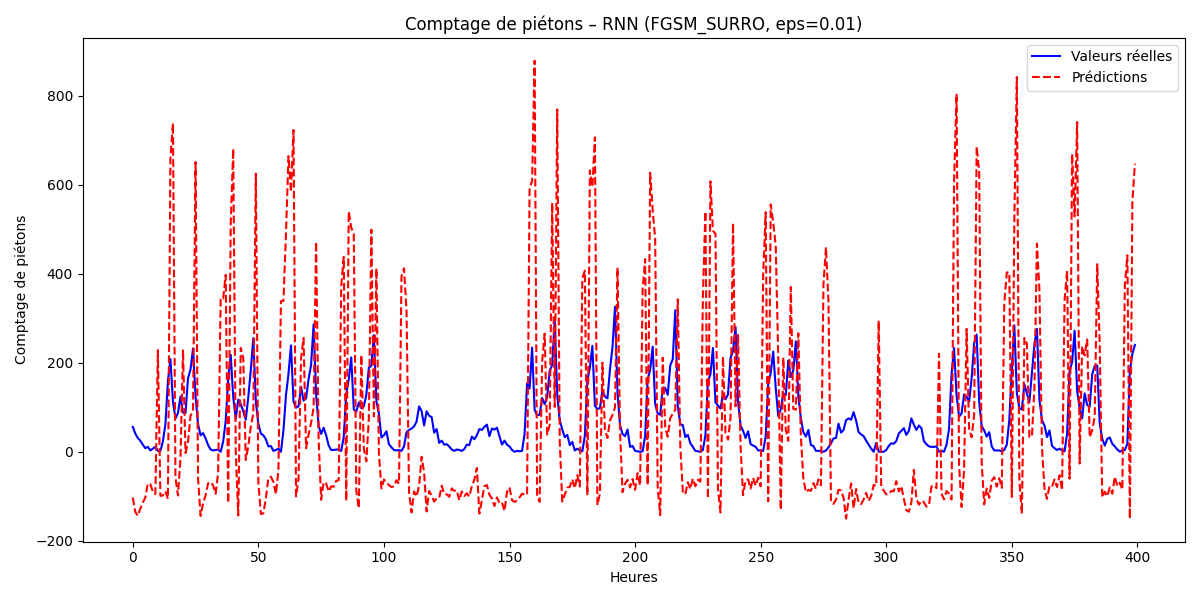 Comptage de piétons – RNN (FGSM_SURRO, eps=0.01)
Valeurs réelles
Prédictions
Comptage de piétons
800
600
400
200
0
−200
0 50 100 150 200 250 300 350 400
Heures